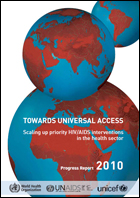 TOWARDS UNIVERSAL ACCESS
Scaling up priority HIV/AIDS interventions
in the health sector
Progress Report 2010
World Health
Organization
UNAIDS
unicef